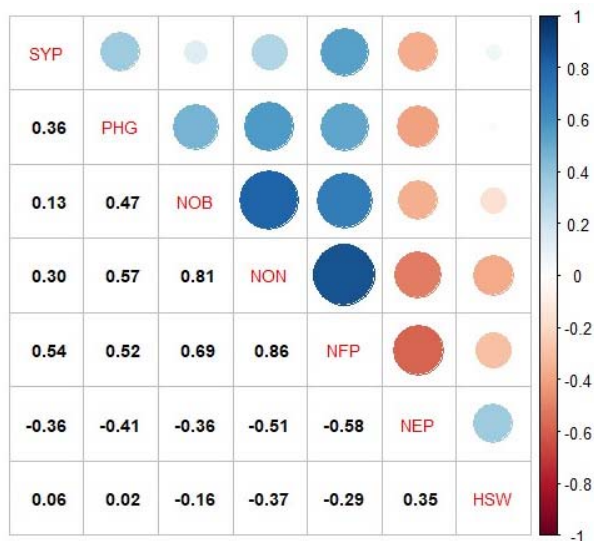 SYP
0.36 PHG
0.13 0.47 NOB
0.30 0.57 0.81 NON
0.54 0.52 0.69 0.86 NFP
-0.36 -0.41 -0.36 -0.51 -0.58 NEP
0.06 0.02 -0.16 -0.37 -0.29 0.35 HSW
1
0.8
0.6
0.4
0.2
0
-0.2
-0.4
-0.6
-0.8
-1